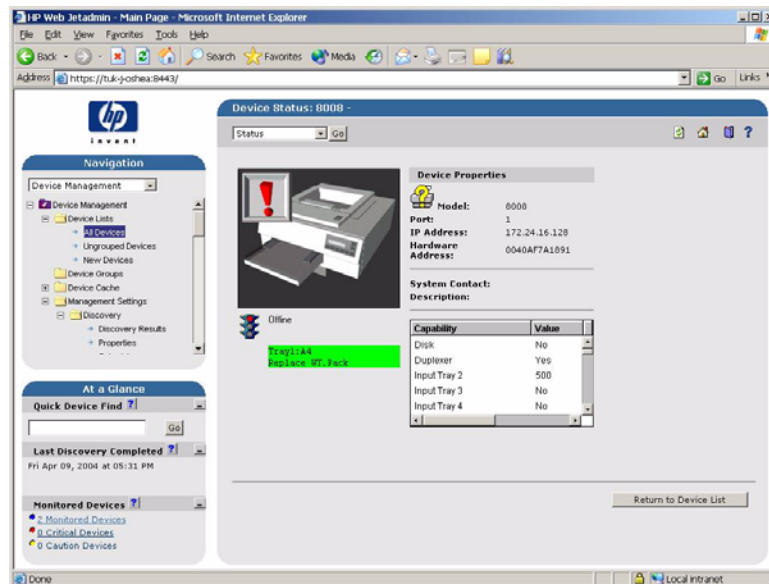 HP Web Jetadmin - Main Page - Microsoft Internet Explorer
File Edit View Favorites Tools Help
Back Search Favorites Media
Address https://tuk-j-oshea:8443/ Go Links
hp
invent
Navigation
Device Management
Device Management
Device Lists
All Devices
Ungrouped Devices
New Devices
Device Groups
Device Cache
Management Settings
Discovery
Discovery Results
Properties
At a Glance
Quick Device Find ?
Go
Last Discovery Completed ?
Fri Apr 09, 2004 at 05:31 PM
Monitored Devices ?
2 Monitored Devices
0 Critical Devices
0 Caution Devices
Device Status: 8008 -
Status Go
?
Offline
Tray1:A4
Replace WT.Pack
Device Properties
Model: 8008
Port: 1
IP Address: 172.24.16.128
Hardware Address: 0040AF7A1891
System Contact:
Description:
Capability Value
Disk No
Duplexer Yes
Input Tray 2 500
Input Tray 3 No
Input Tray 4 No
Return to Device List
Done Local intranet